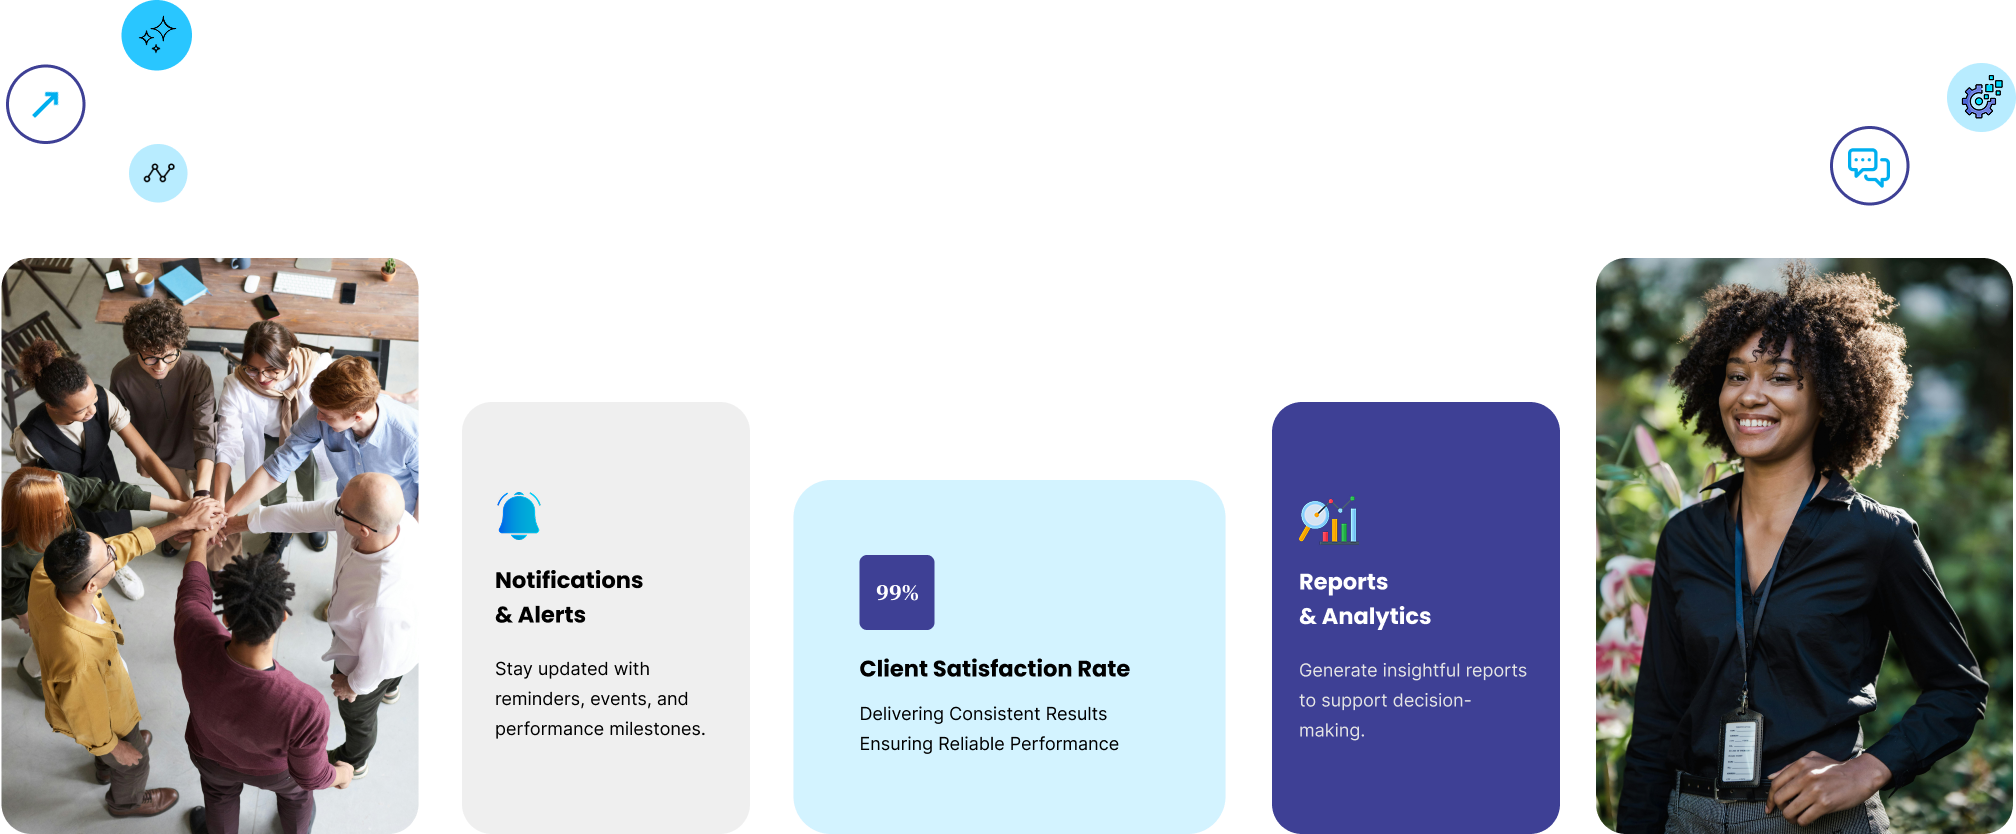 Notifications
& Alerts
Stay updated with
reminders, events, and
performance milestones.
99%
Client Satisfaction Rate
Delivering Consistent Results
Ensuring Reliable Performance
Reports
& Analytics
Generate insightful reports
to support decision-
making.